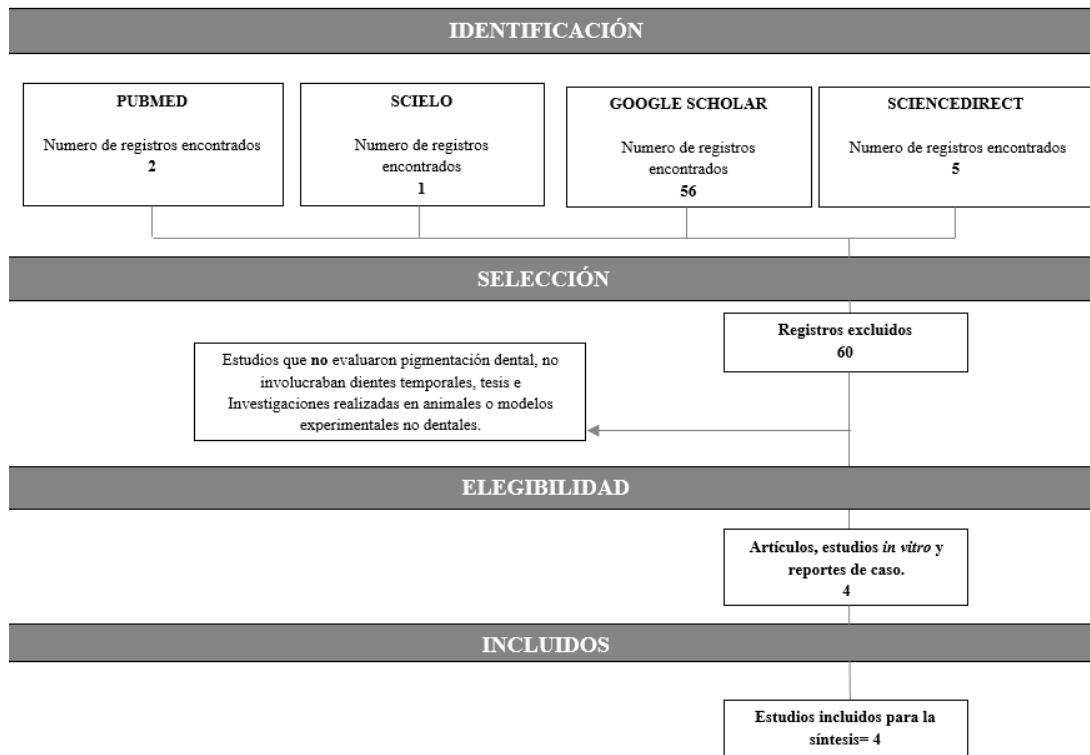 IDENTIFICACIÓN
PUBMED
Numero de registros encontrados
2
SCIELO
Numero de registros
encontrados
1
GOOGLE SCHOLAR
Numero de registros
encontrados
56
SCIENCEDIRECT
Numero de registros encontrados
5
SELECCIÓN
Registros excluidos
60
Estudios que no evaluaron pigmentación dental, no
involucraban dientes temporales, tesis e
Investigaciones realizadas en animales o modelos
experimentales no dentales.
ELEGIBILIDAD
Artículos, estudios in vitro y
reportes de caso.
4
INCLUIDOS
Estudios incluidos para la
síntesis= 4